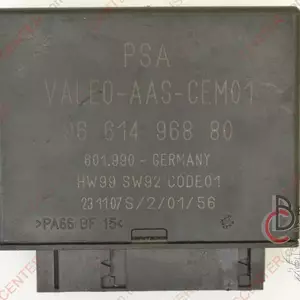 PSA
VALEO-AAS-CEM01
96 614 968 80
601.990 - GERMANY
HW99 SW92 CODE01
231107S/2/01/56
>PA66 GF 15<